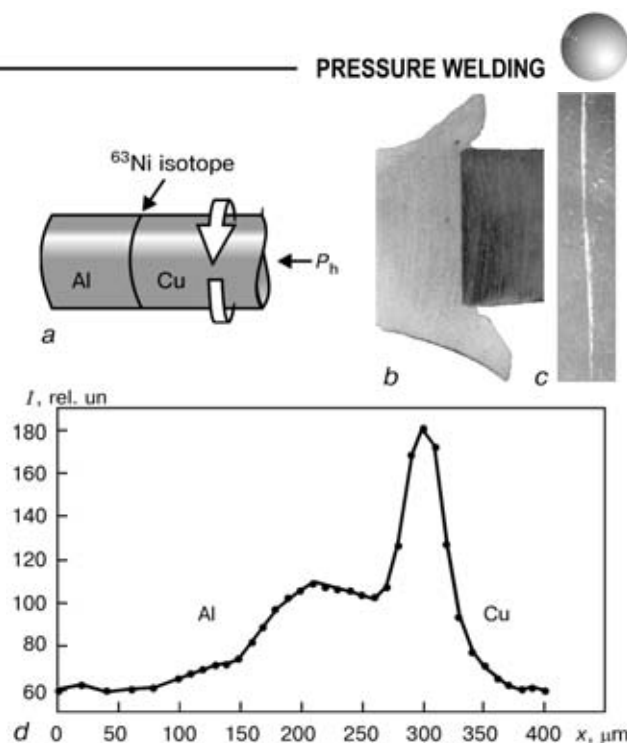 PRESSURE WELDING
⁶³Ni isotope
Al
Cu
Pₕ
a
b
c
I, rel. un
180
160
140
120
100
80
60
Al
Cu
d
0 50 100 150 200 250 300 350 400 x, μm